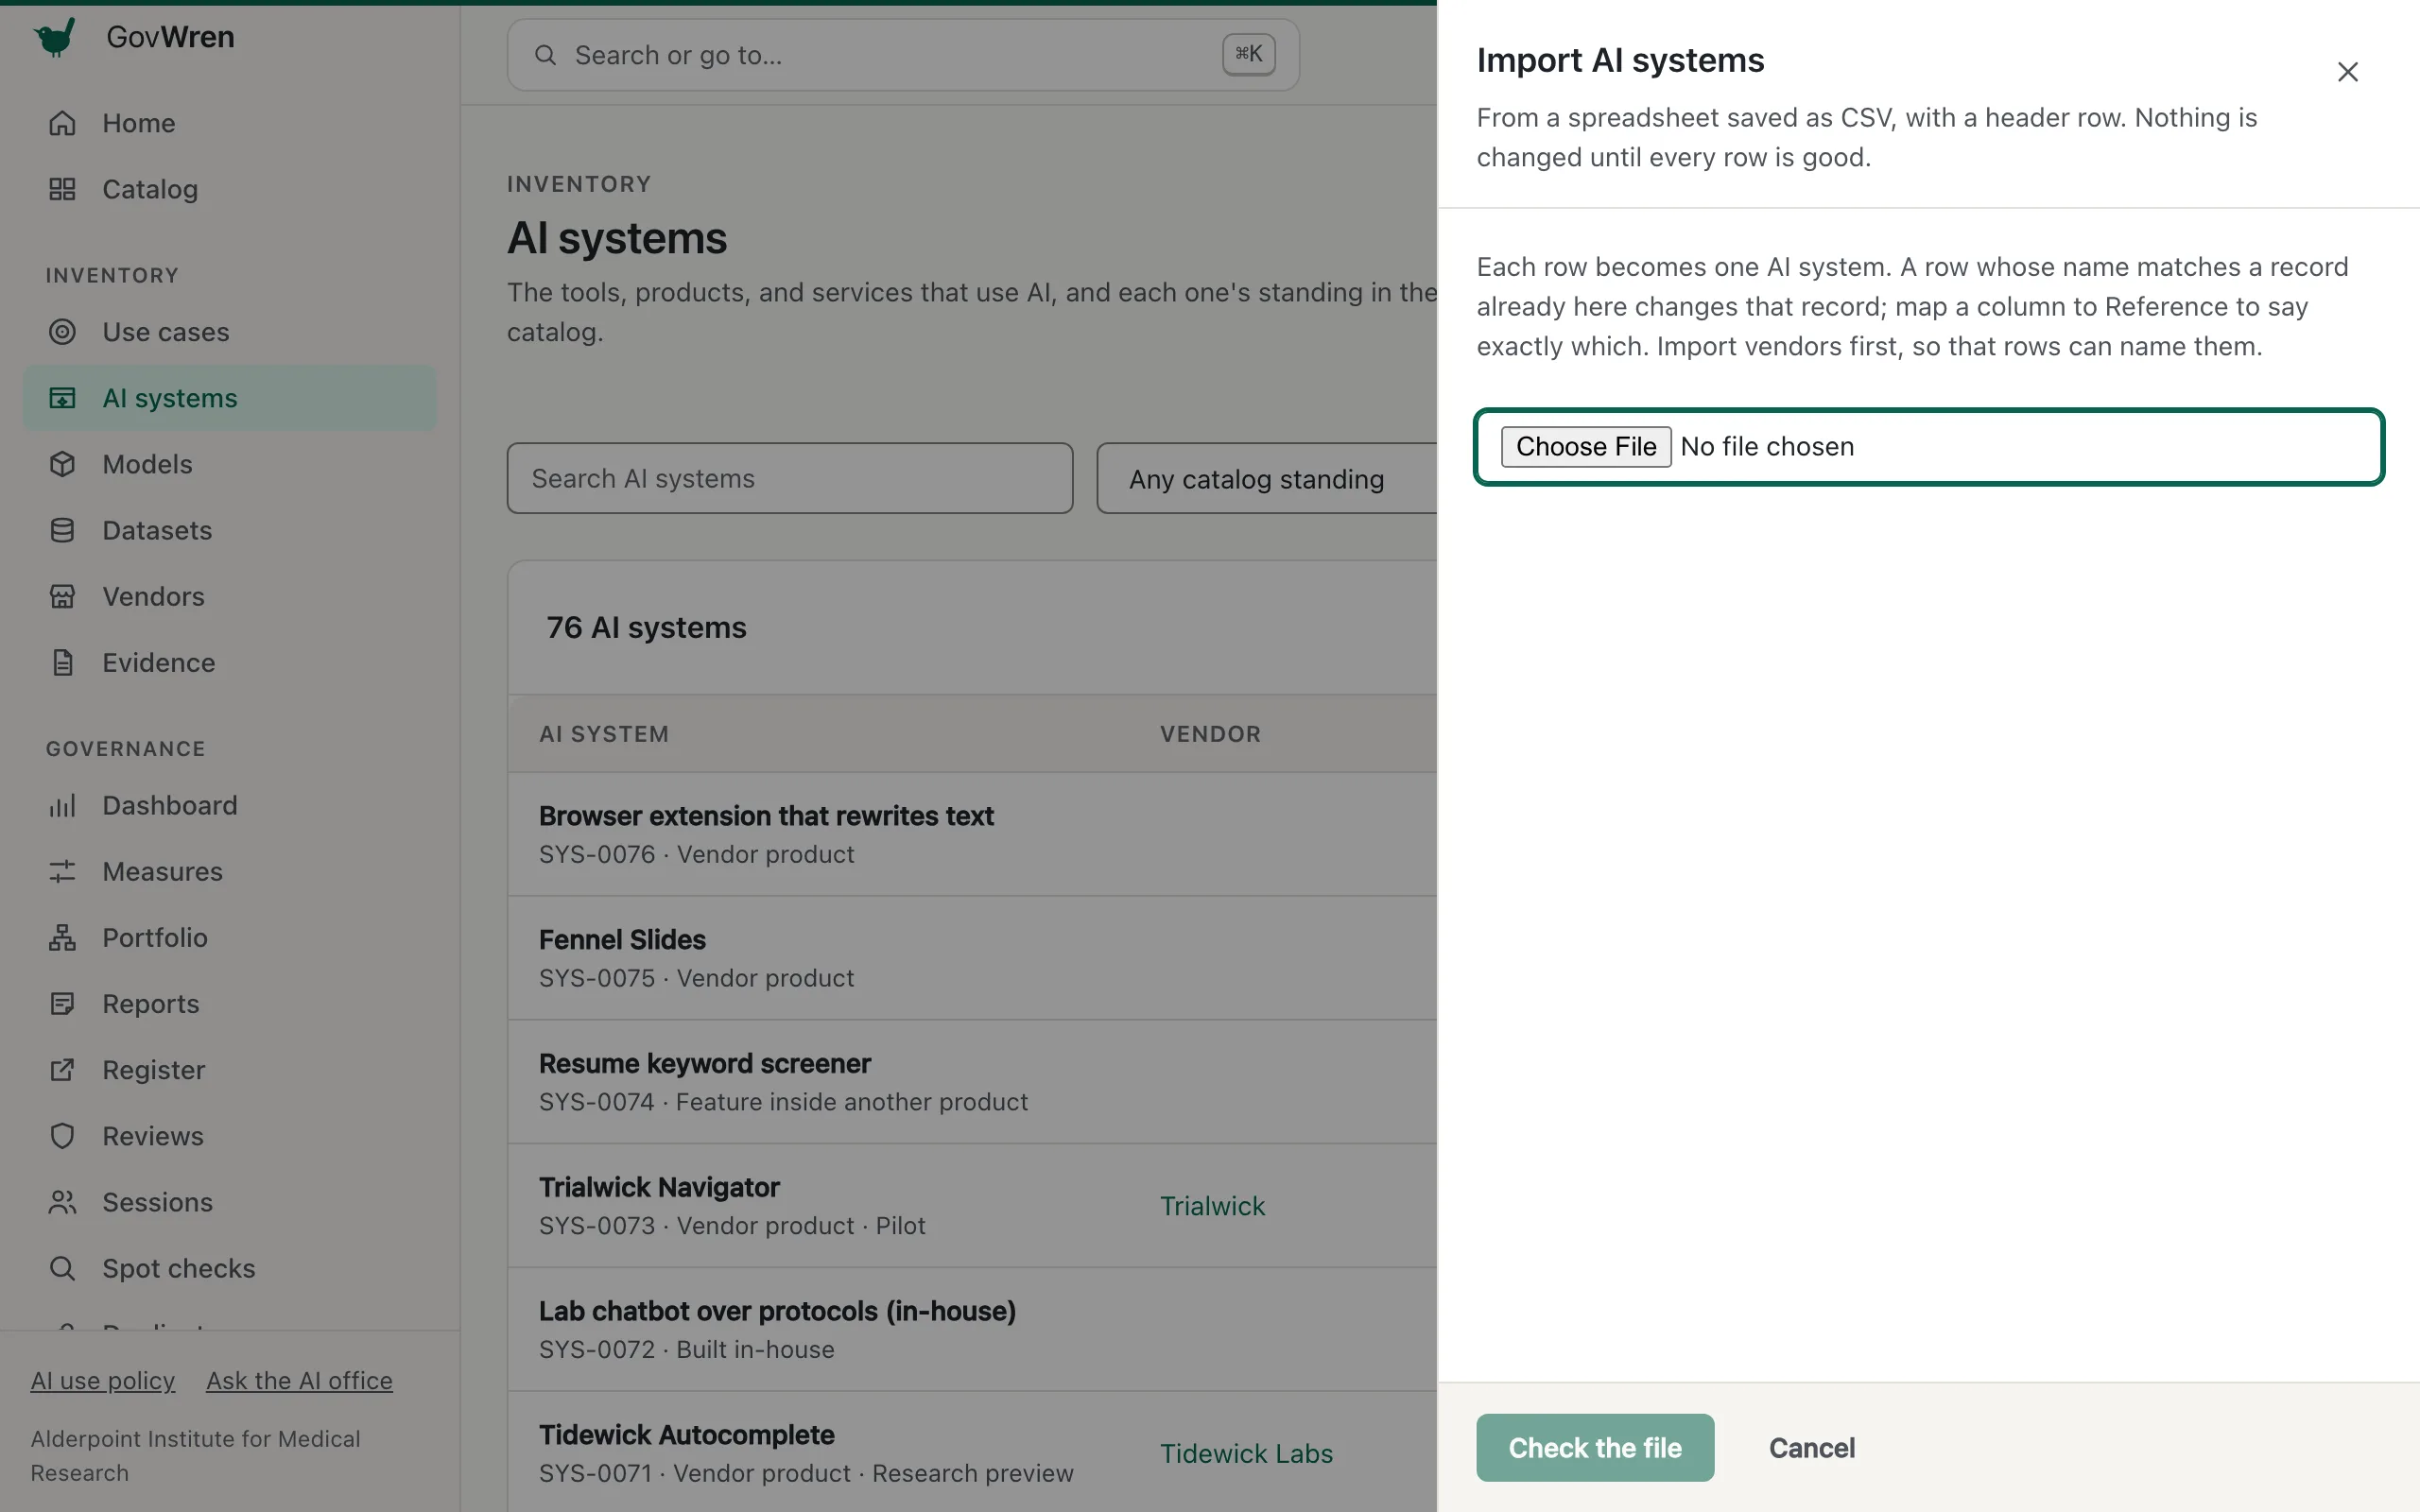 GovWren
Home
Catalog
INVENTORY
Use cases
AI systems
Models
Datasets
Vendors
Evidence
GOVERNANCE
Dashboard
Measures
Portfolio
Reports
Register
Reviews
Sessions
Spot checks
AI use policy Ask the AI office
Alderpoint Institute for Medical
Research
Search or go to... ⌘K
INVENTORY
AI systems
The tools, products, and services that use AI, and each one's standing in the
catalog.
Search AI systems Any catalog standing
76 AI systems
AI SYSTEM VENDOR
Browser extension that rewrites text
SYS-0076 · Vendor product
Fennel Slides
SYS-0075 · Vendor product
Resume keyword screener
SYS-0074 · Feature inside another product
Trialwick Navigator
SYS-0073 · Vendor product · Pilot
Trialwick
Lab chatbot over protocols (in-house)
SYS-0072 · Built in-house
Tidewick Autocomplete
SYS-0071 · Vendor product · Research preview
Tidewick Labs
Import AI systems
From a spreadsheet saved as CSV, with a header row. Nothing is
changed until every row is good.
Each row becomes one AI system. A row whose name matches a record
already here changes that record; map a column to Reference to say
exactly which. Import vendors first, so that rows can name them.
Choose File No file chosen
Check the file Cancel